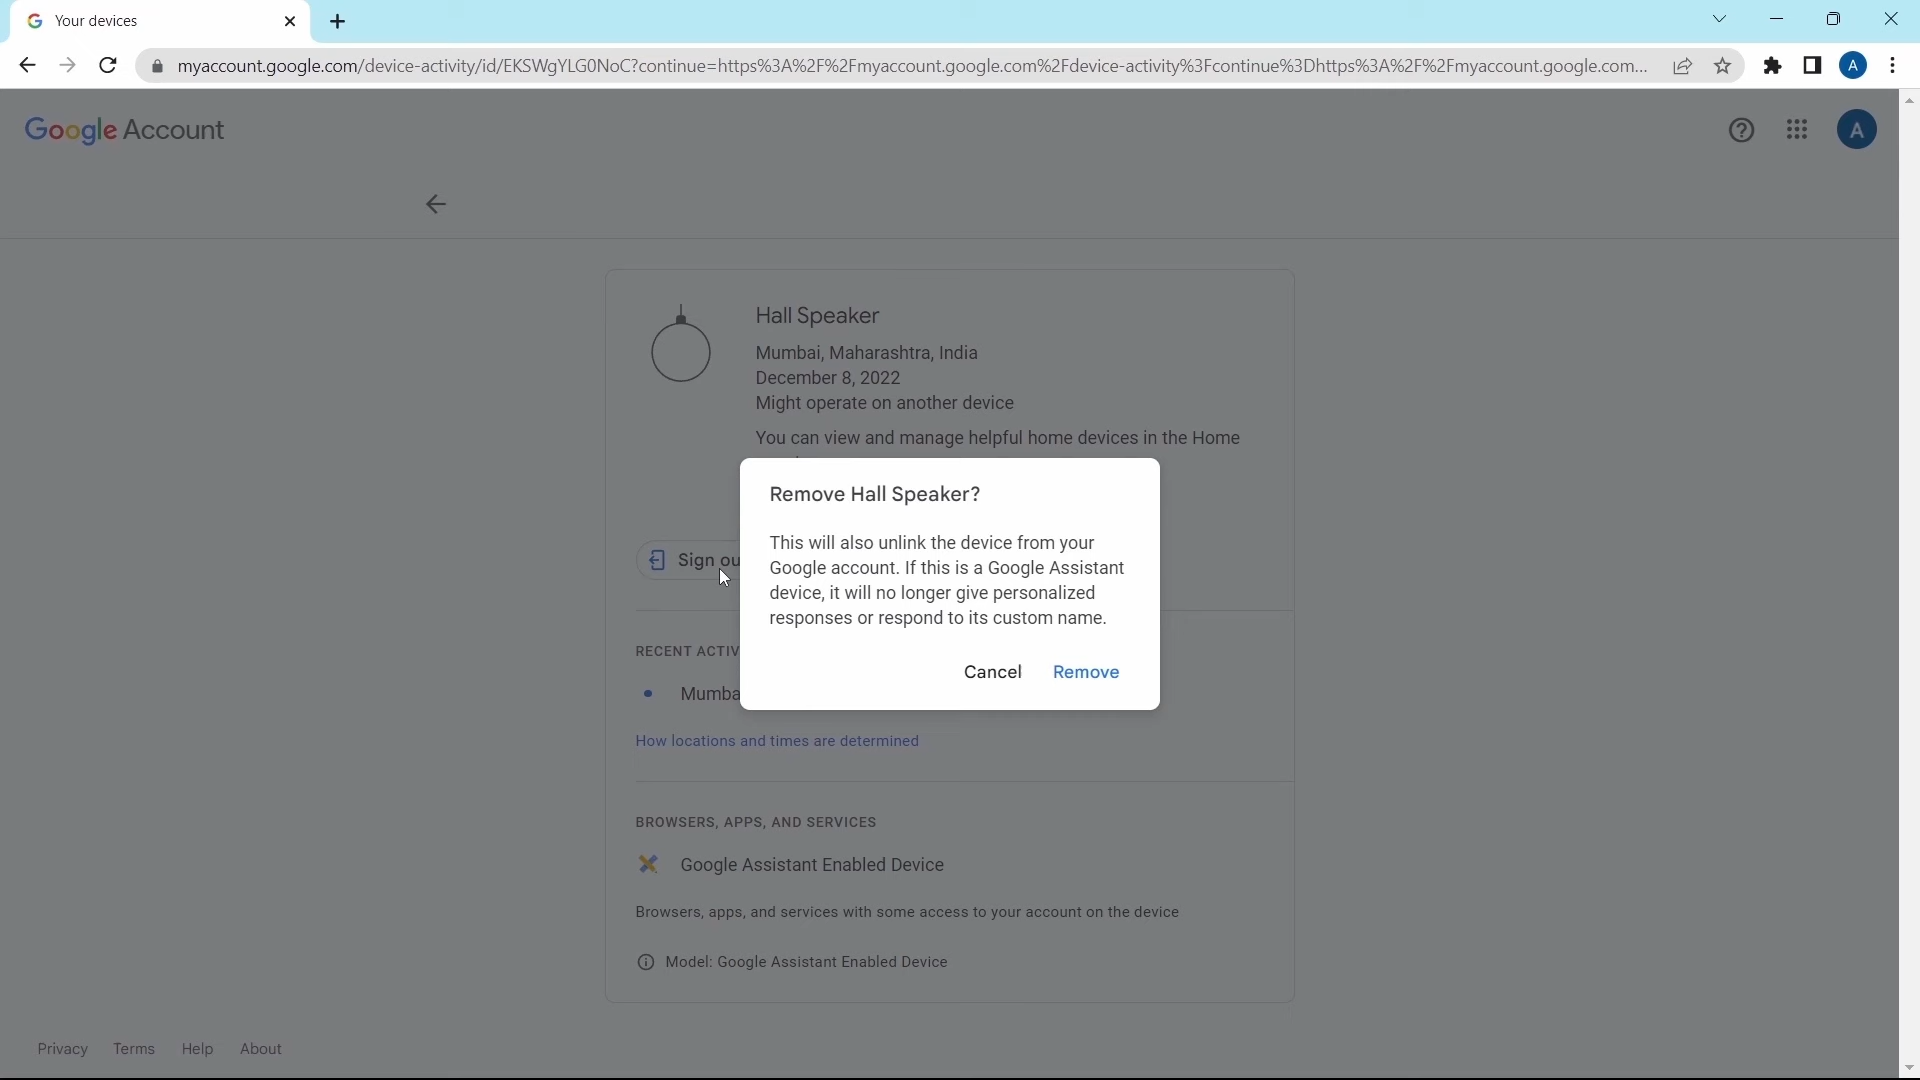 Your devices
myaccount.google.com/device-activity/id/EKSWgYLG0NoC?continue=https%3A%2F%2Fmyaccount.google.com%2Fdevice-activity%3Fcontinue%3Dhttps%3A%2F%2Fmyaccount.google.com...
A
Google Account
A
Hall Speaker
Mumbai, Maharashtra, India
December 8, 2022
Might operate on another device
You can view and manage helpful home devices in the Home
Remove Hall Speaker?
This will also unlink the device from your
Google account. If this is a Google Assistant
device, it will no longer give personalized
responses or respond to its custom name.
Cancel Remove
Sign ou
RECENT ACTIV
Mumba
How locations and times are determined
BROWSERS, APPS, AND SERVICES
Google Assistant Enabled Device
Browsers, apps, and services with some access to your account on the device
Model: Google Assistant Enabled Device
Privacy Terms Help About